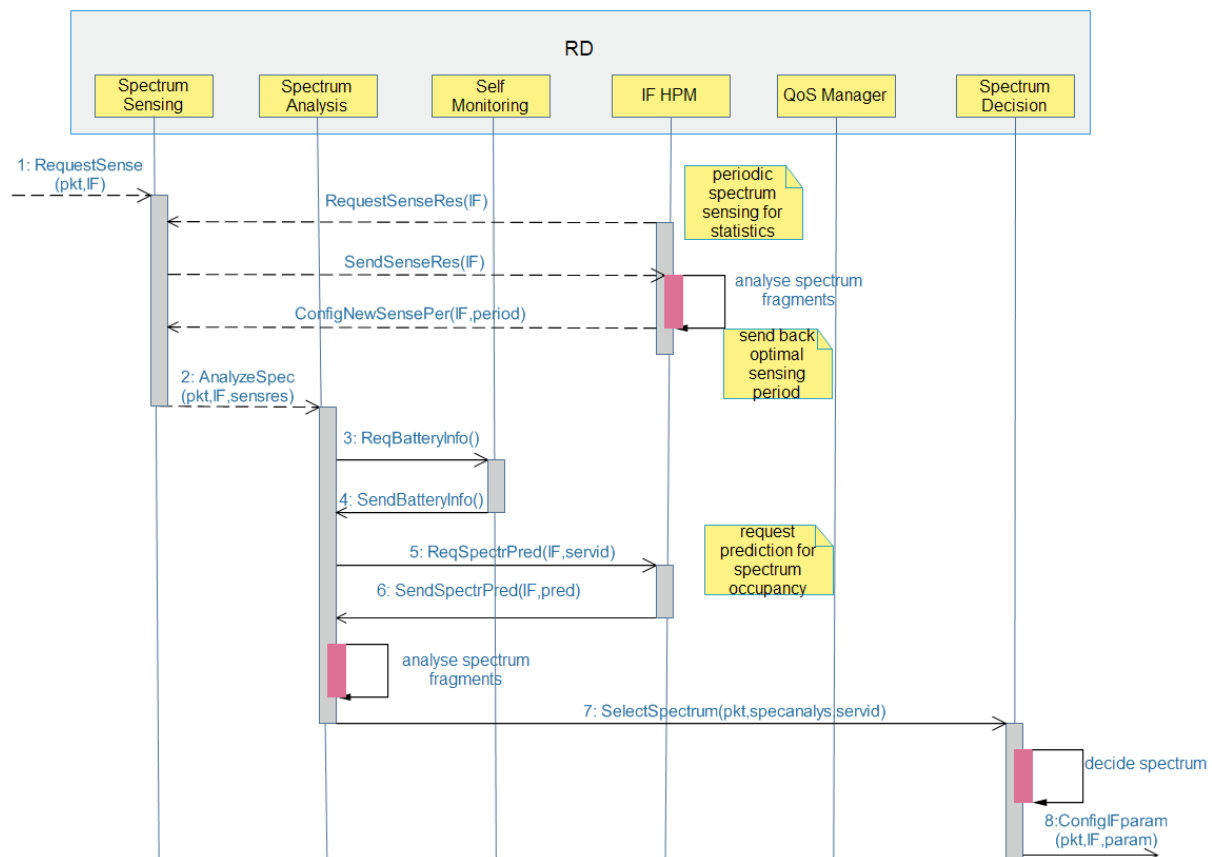 RD
Spectrum
Sensing
Spectrum
Analysis
Self
Monitoring
IF HPM
QoS Manager
Spectrum
Decision
1: RequestSense
(pkt,IF)
periodic
spectrum
sensing for
statistics
RequestSenseRes(IF)
SendSenseRes(IF)
analyse spectrum
fragments
ConfigNewSensePer(IF,period)
send back
optimal
sensing
period
2: AnalyzeSpec
(pkt,IF,sensres)
3: ReqBatteryInfo()
4: SendBatteryInfo()
request
prediction for
spectrum
occupancy
5: ReqSpectrPred(IF,servid)
6: SendSpectrPred(IF,pred)
analyse spectrum
fragments
7: SelectSpectrum(pkt,specanalys,servid)
decide spectrum
8:ConfigIFparam
(pkt,IF,param)